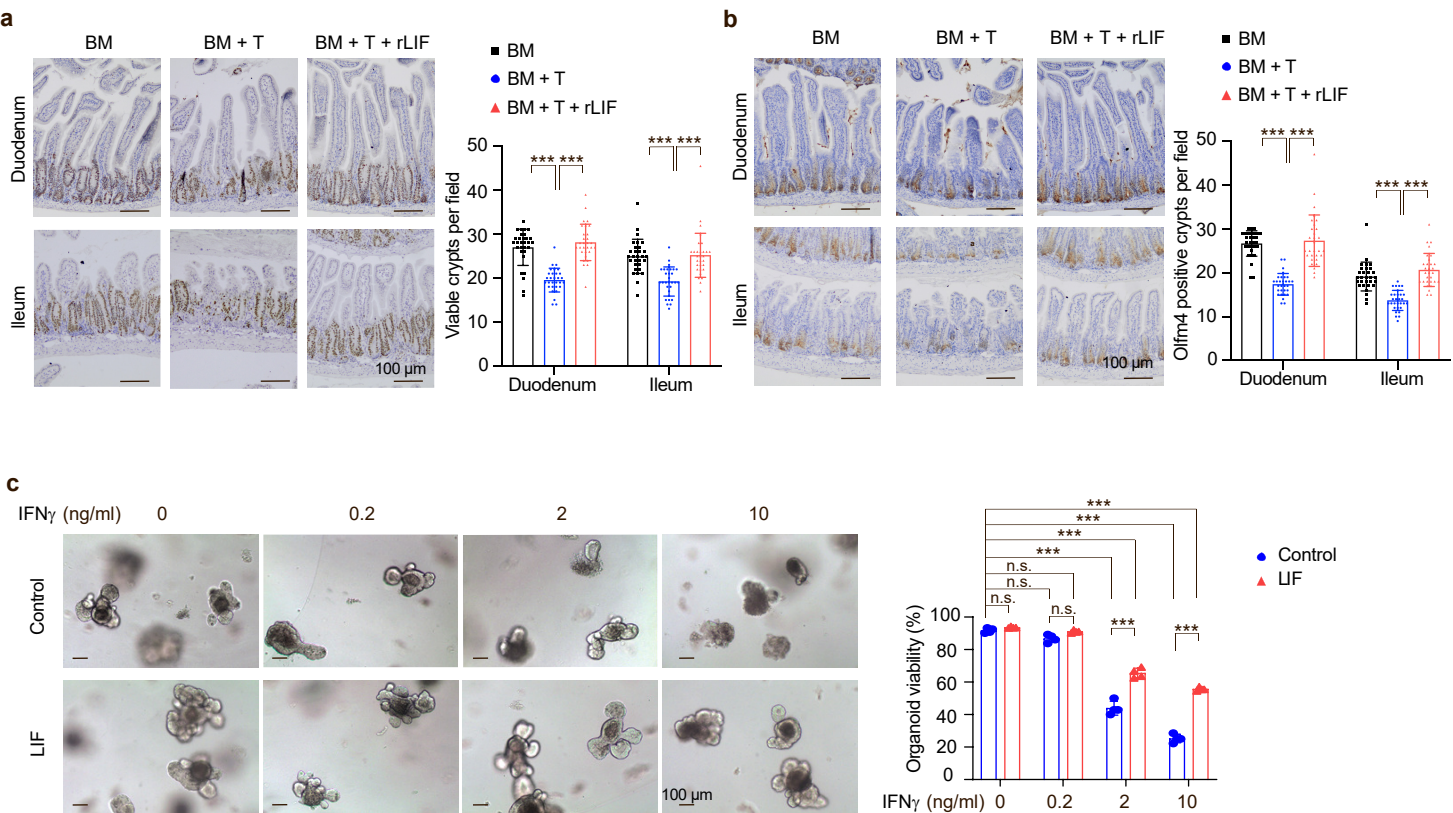 a
BM
BM + T
BM + T + rLIF
Duodenum
Ileum
100 μm
BM
BM + T
BM + T + rLIF
Viable crypts per field
50
40
30
20
10
0
*** ***
*** ***
Duodenum
Ileum
b
BM
BM + T
BM + T + rLIF
Duodenum
Ileum
100 μm
BM
BM + T
BM + T + rLIF
Olfm4 positive crypts per field
50
40
30
20
10
0
*** ***
*** ***
Duodenum
Ileum
c
IFNγ (ng/ml) 0 0.2 2 10
Control
LIF
100 μm
Control
LIF
Organoid viability (%)
100
80
60
40
20
0
***
***
***
***
n.s.
n.s.
n.s.
n.s.
***
***
IFNγ (ng/ml) 0 0.2 2 10